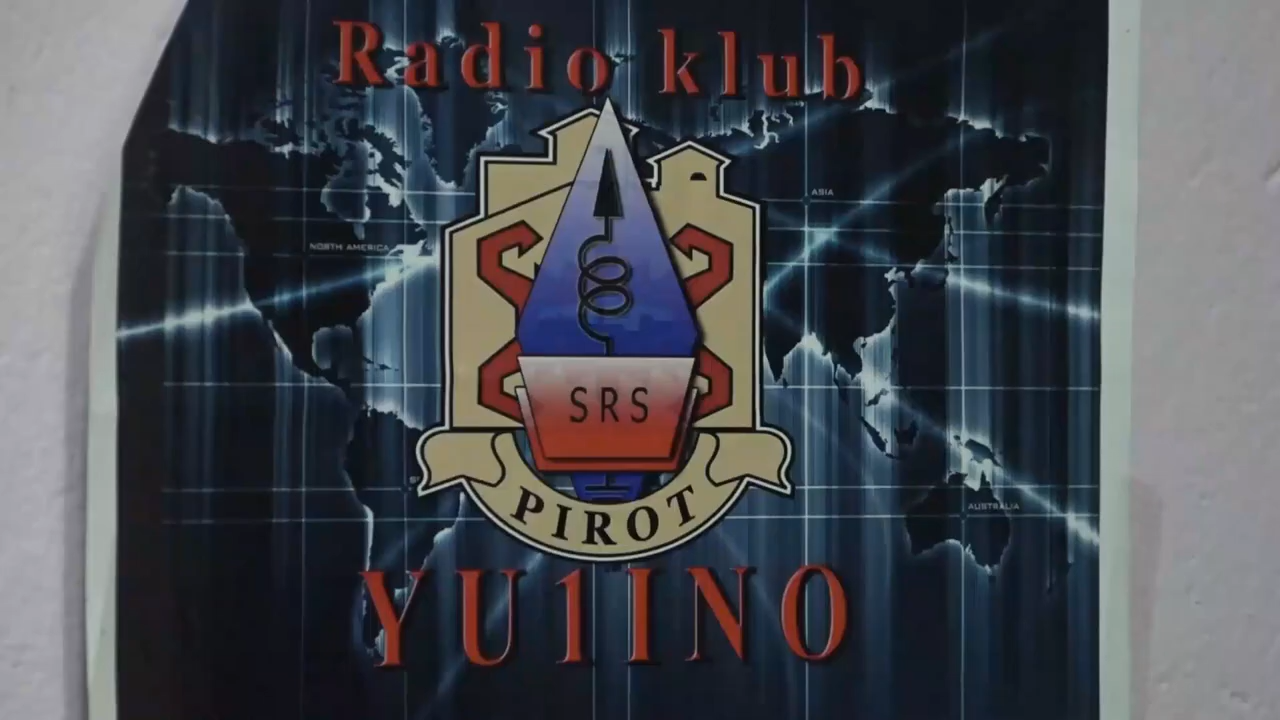 Radio klub
ASIA
NORTH AMERICA
SRS
PIROT
AUSTRALIA
YU1INO